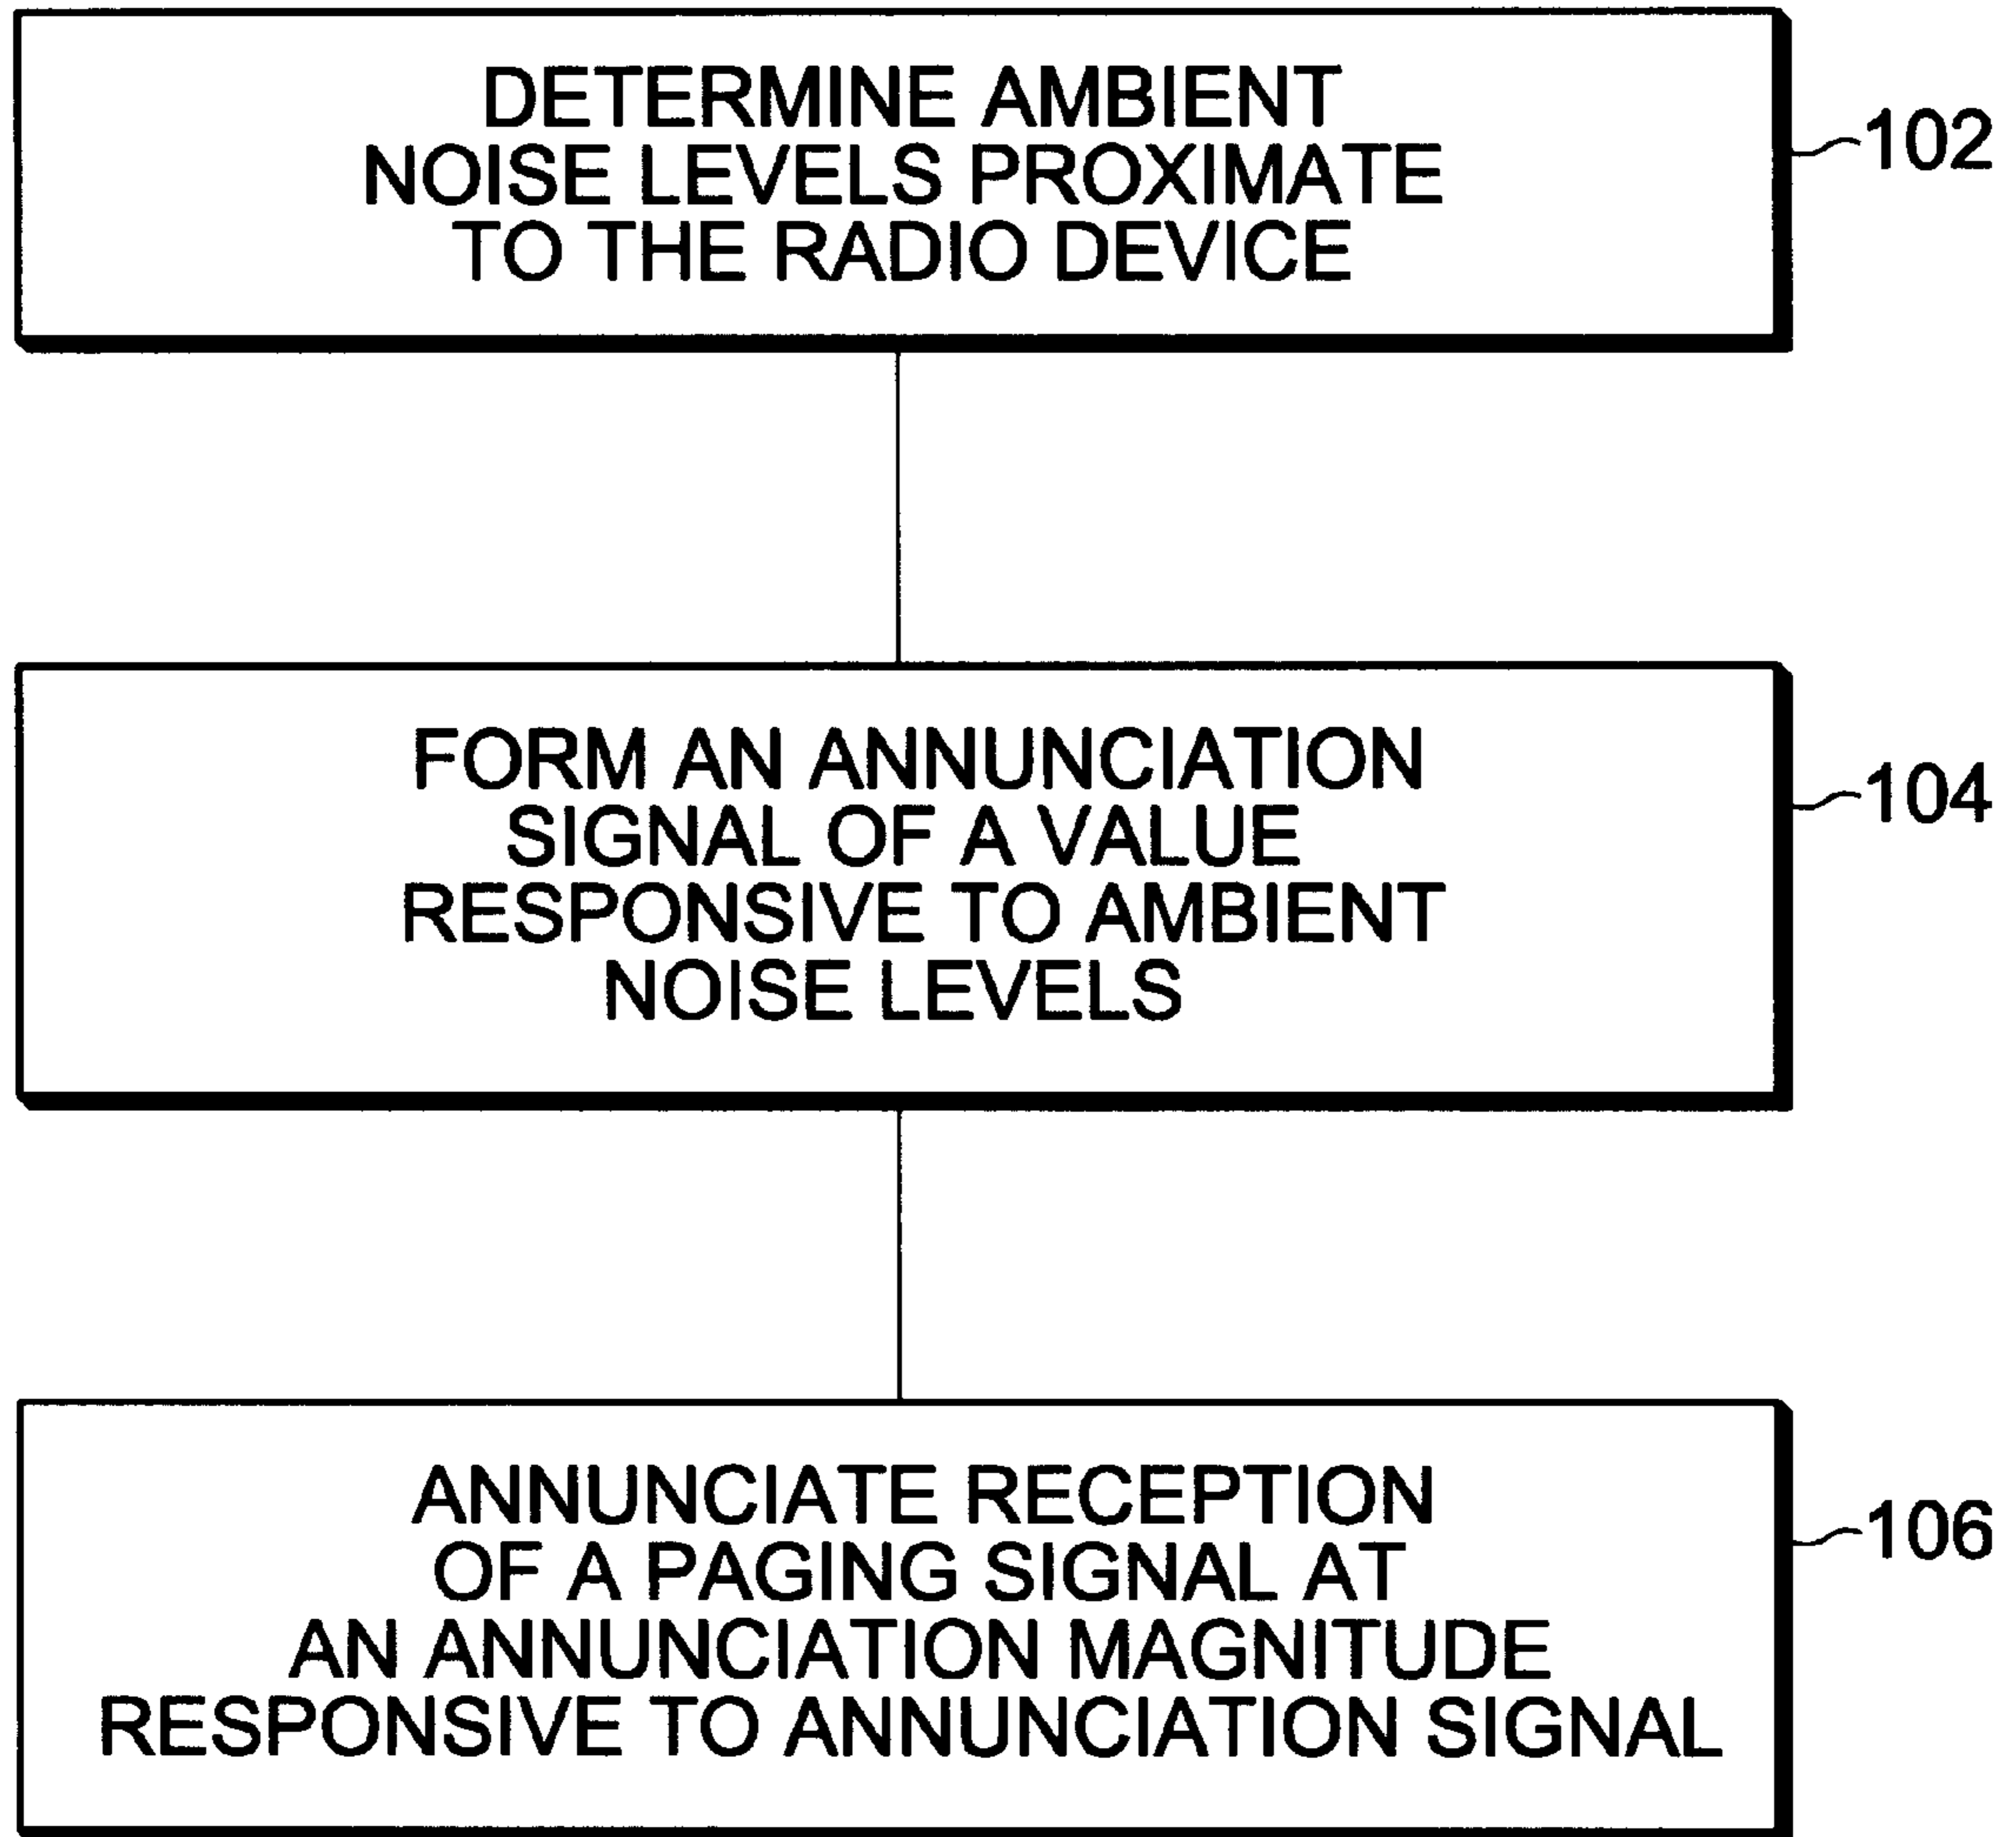 DETERMINE AMBIENT
NOISE LEVELS PROXIMATE
TO THE RADIO DEVICE
102
FORM AN ANNUNCIATION
SIGNAL OF A VALUE
RESPONSIVE TO AMBIENT
NOISE LEVELS
104
ANNUNCIATE RECEPTION
OF A PAGING SIGNAL AT
AN ANNUNCIATION MAGNITUDE
RESPONSIVE TO ANNUNCIATION SIGNAL
106